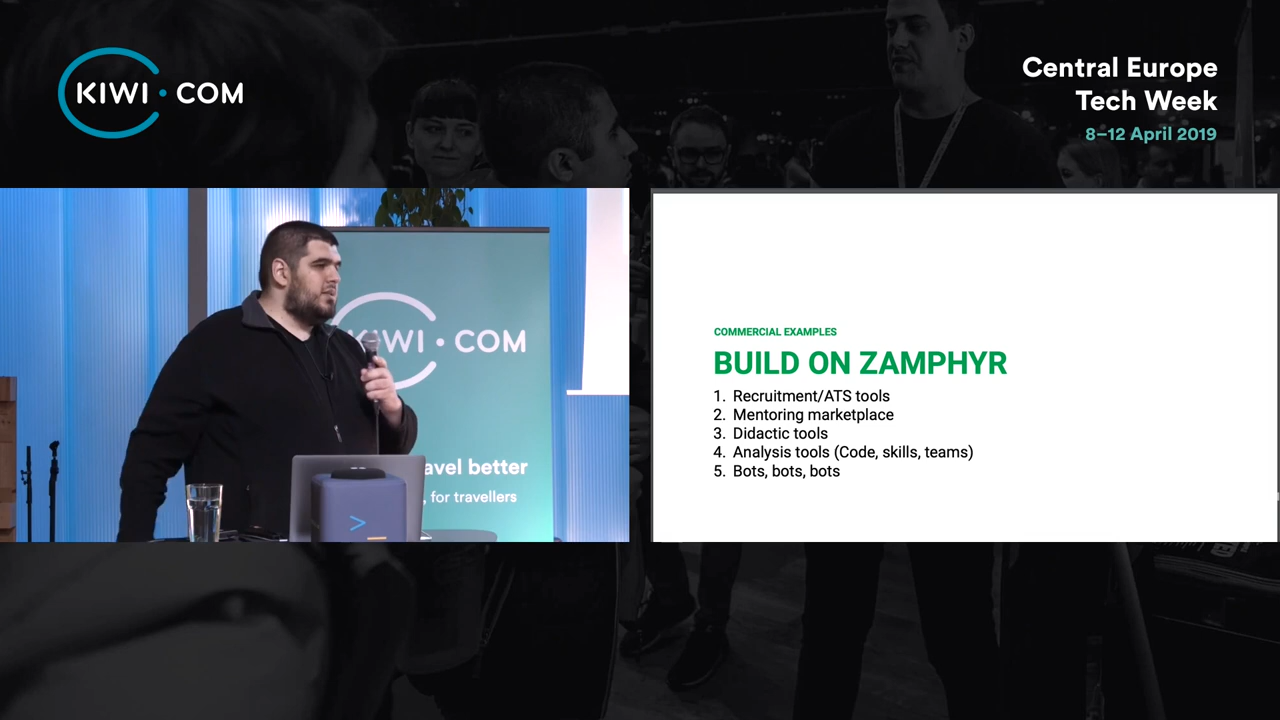 KIWI·COM
Central Europe
Tech Week
8–12 April 2019
KIWI·COM
avel better
, for travellers
>_
COMMERCIAL EXAMPLES
BUILD ON ZAMPHYR
1. Recruitment/ATS tools
2. Mentoring marketplace
3. Didactic tools
4. Analysis tools (Code, skills, teams)
5. Bots, bots, bots